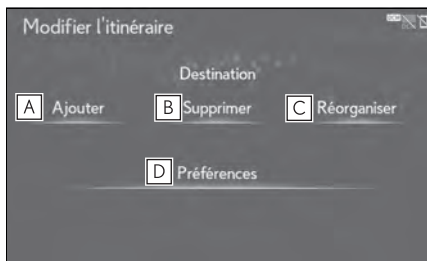 Modifier l'itinéraire
Destination
A Ajouter B Supprimer C Réorganiser
D Préférences